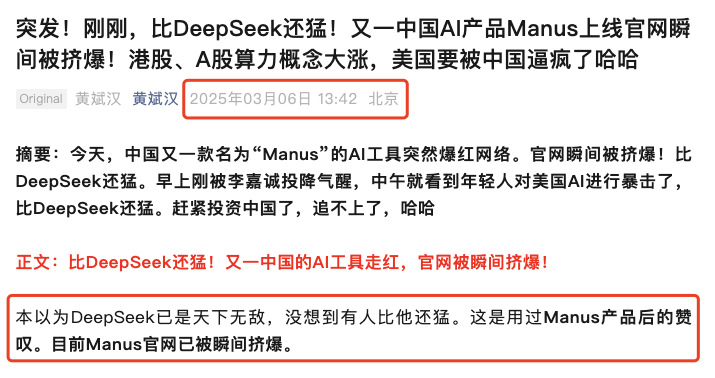 突发！刚刚，比DeepSeek还猛！又一中国AI产品Manus上线官网瞬
间被挤爆！港股、A股算力概念大涨，美国要被中国逼疯了哈哈
Original 黄斌汉 黄斌汉 2025年03月06日 13:42 北京
摘要：今天，中国又一款名为“Manus”的AI工具突然爆红网络。官网瞬间被挤爆！比
DeepSeek还猛。早上刚被李嘉诚投降气醒，中午就看到年轻人对美国AI进行暴击了，
比DeepSeek还猛。赶紧投资中国了，追不上了，哈哈
正文：比DeepSeek还猛！又一中国的AI工具走红，官网被瞬间挤爆！
本以为DeepSeek已是天下无敌，没想到有人比他还猛。这是用过Manus产品后的赞
叹。目前Manus官网已被瞬间挤爆。